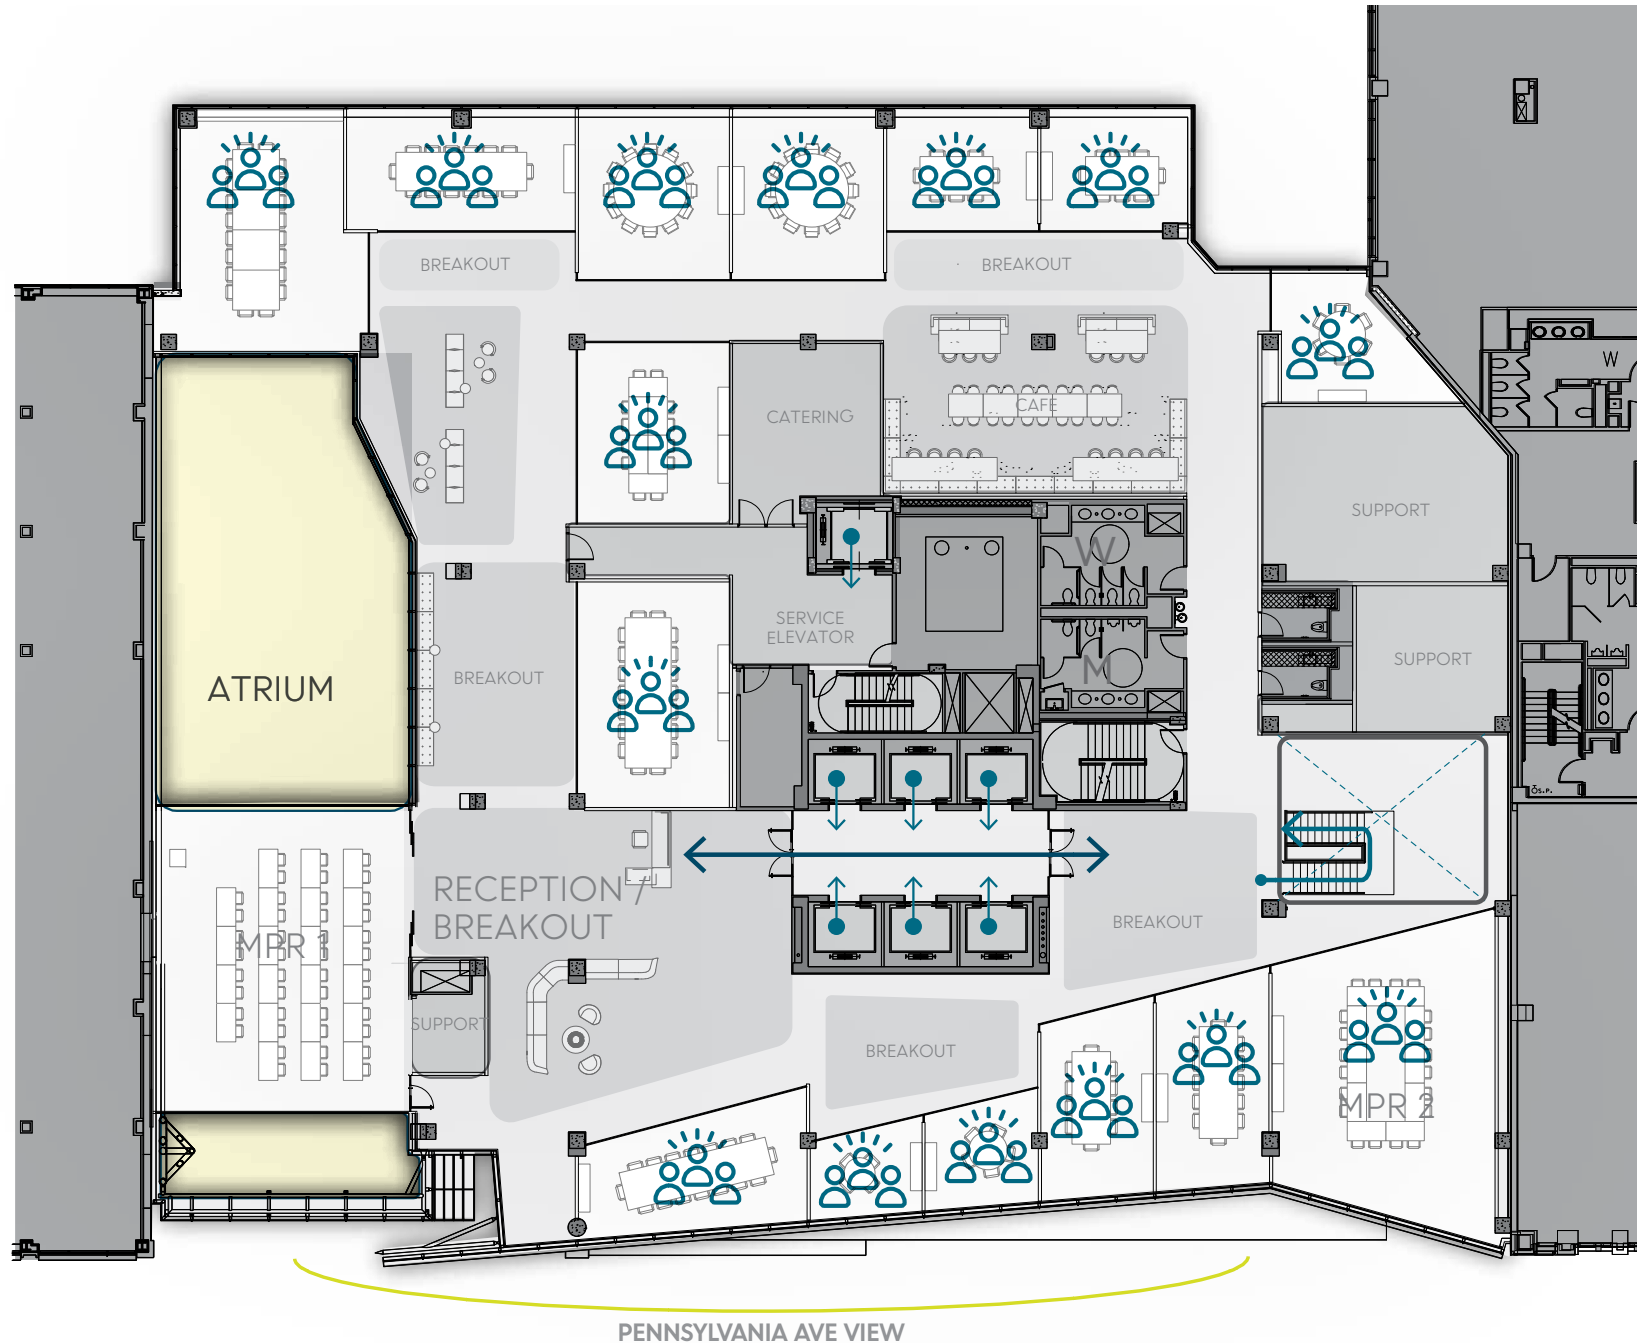 BREAKOUT
BREAKOUT
W
CATERING
CAFE
SUPPORT
W
SERVICE
ELEVATOR
M
SUPPORT
BREAKOUT
ATRIUM
S.P.
RECEPTION /
BREAKOUT
BREAKOUT
MPR 1
SUPPORT
BREAKOUT
MPR 2
PENNSYLVANIA AVE VIEW